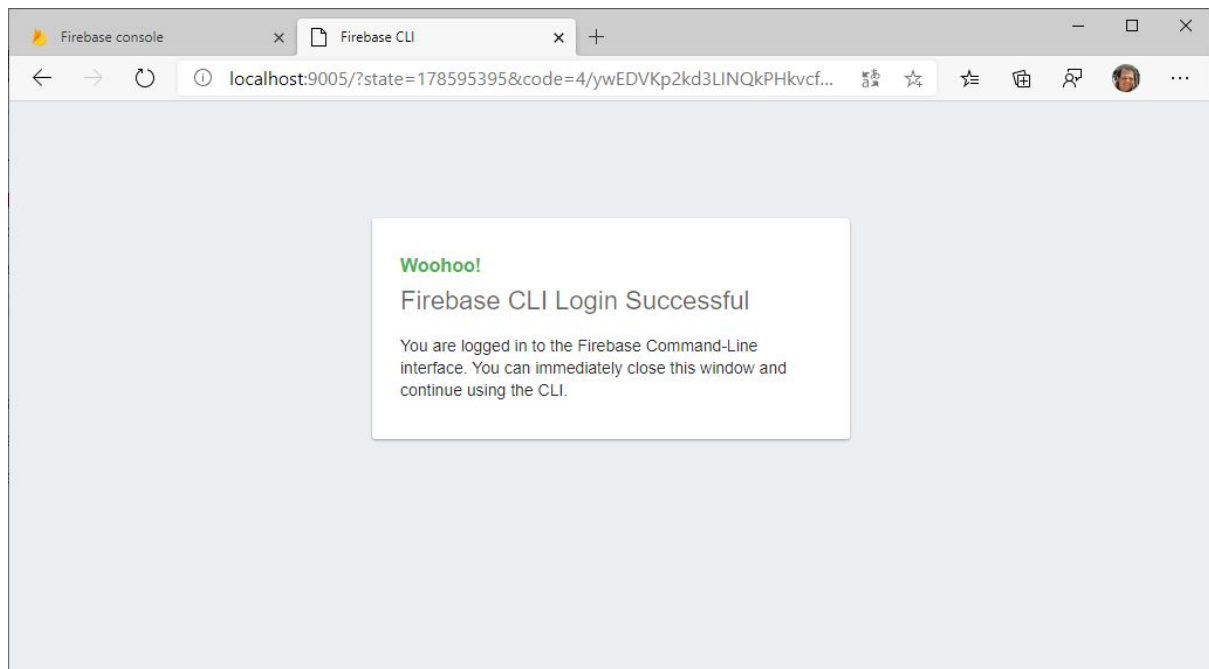 Firebase console
Firebase CLI
localhost:9005/?state=178595395&code=4/ywEDVKp2kd3LINQkPHkvcf...
Woohoo!
Firebase CLI Login Successful
You are logged in to the Firebase Command-Line
interface. You can immediately close this window and
continue using the CLI.